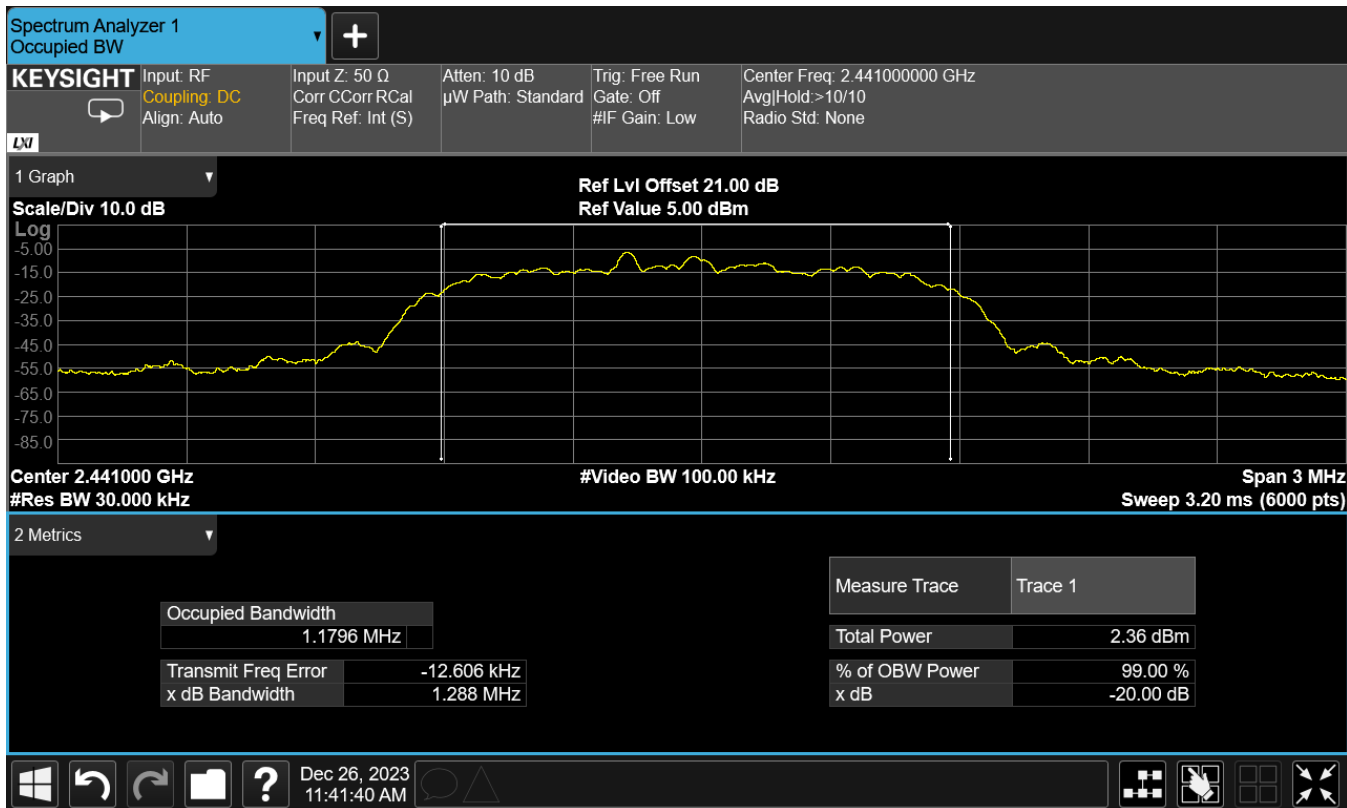 Spectrum Analyzer 1
Occupied BW
+
KEYSIGHT
LXI
Input: RF
Coupling: DC
Align: Auto
Input Z: 50 Ω
Corr CCorr RCal
Freq Ref: Int (S)
Atten: 10 dB
µW Path: Standard
Trig: Free Run
Gate: Off
#IF Gain: Low
Center Freq: 2.441000000 GHz
Avg|Hold:>10/10
Radio Std: None
1 Graph
Scale/Div 10.0 dB
Ref Lvl Offset 21.00 dB
Ref Value 5.00 dBm
Log
-5.00
-15.0
-25.0
-35.0
-45.0
-55.0
-65.0
-75.0
-85.0
Center 2.441000 GHz
#Video BW 100.00 kHz
Span 3 MHz
#Res BW 30.000 kHz
Sweep 3.20 ms (6000 pts)
2 Metrics
Measure Trace Trace 1
Occupied Bandwidth
1.1796 MHz
Total Power 2.36 dBm
Transmit Freq Error -12.606 kHz
% of OBW Power 99.00 %
x dB Bandwidth 1.288 MHz
x dB -20.00 dB
?
Dec 26, 2023
11:41:40 AM